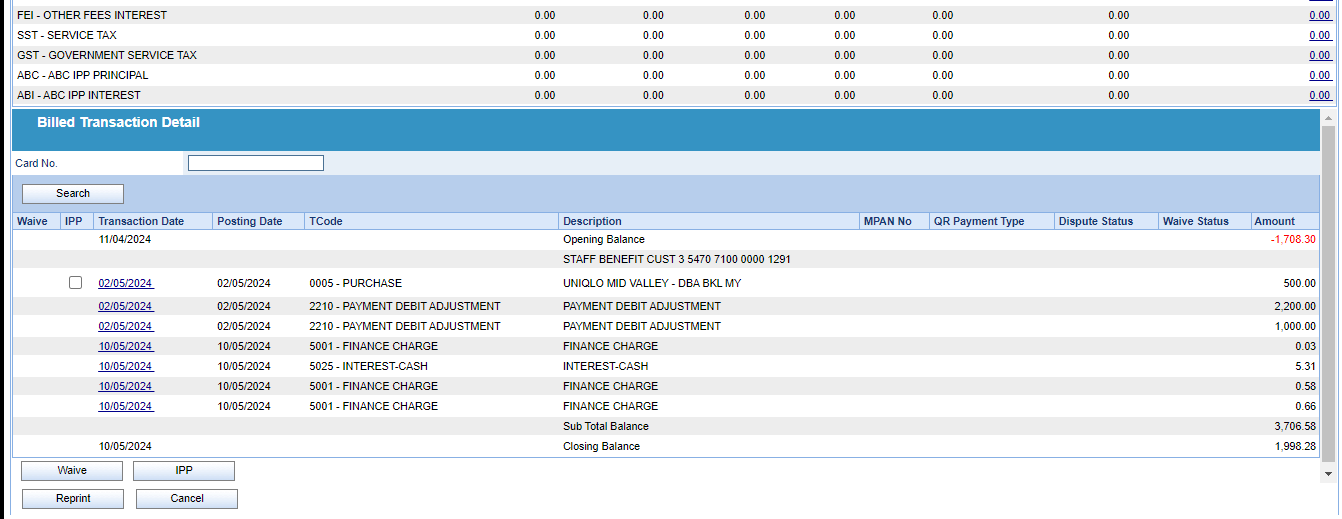 FEI - OTHER FEES INTEREST 0.00 0.00 0.00 0.00 0.00 0.00 0.00
SST - SERVICE TAX 0.00 0.00 0.00 0.00 0.00 0.00 0.00
GST - GOVERNMENT SERVICE TAX 0.00 0.00 0.00 0.00 0.00 0.00 0.00
ABC - ABC IPP PRINCIPAL 0.00 0.00 0.00 0.00 0.00 0.00 0.00
ABI - ABC IPP INTEREST 0.00 0.00 0.00 0.00 0.00 0.00 0.00
Billed Transaction Detail
Card No.
Search
Waive IPP Transaction Date Posting Date TCode Description MPAN No QR Payment Type Dispute Status Waive Status Amount
11/04/2024 Opening Balance -1,708.30
STAFF BENEFIT CUST 3 5470 7100 0000 1291
02/05/2024 02/05/2024 0005 - PURCHASE UNIQLO MID VALLEY - DBA BKL MY 500.00
02/05/2024 02/05/2024 2210 - PAYMENT DEBIT ADJUSTMENT PAYMENT DEBIT ADJUSTMENT 2,200.00
02/05/2024 02/05/2024 2210 - PAYMENT DEBIT ADJUSTMENT PAYMENT DEBIT ADJUSTMENT 1,000.00
10/05/2024 10/05/2024 5001 - FINANCE CHARGE FINANCE CHARGE 0.03
10/05/2024 10/05/2024 5025 - INTEREST-CASH INTEREST-CASH 5.31
10/05/2024 10/05/2024 5001 - FINANCE CHARGE FINANCE CHARGE 0.58
10/05/2024 10/05/2024 5001 - FINANCE CHARGE FINANCE CHARGE 0.66
Sub Total Balance 3,706.58
10/05/2024 Closing Balance 1,998.28
Waive IPP
Reprint Cancel